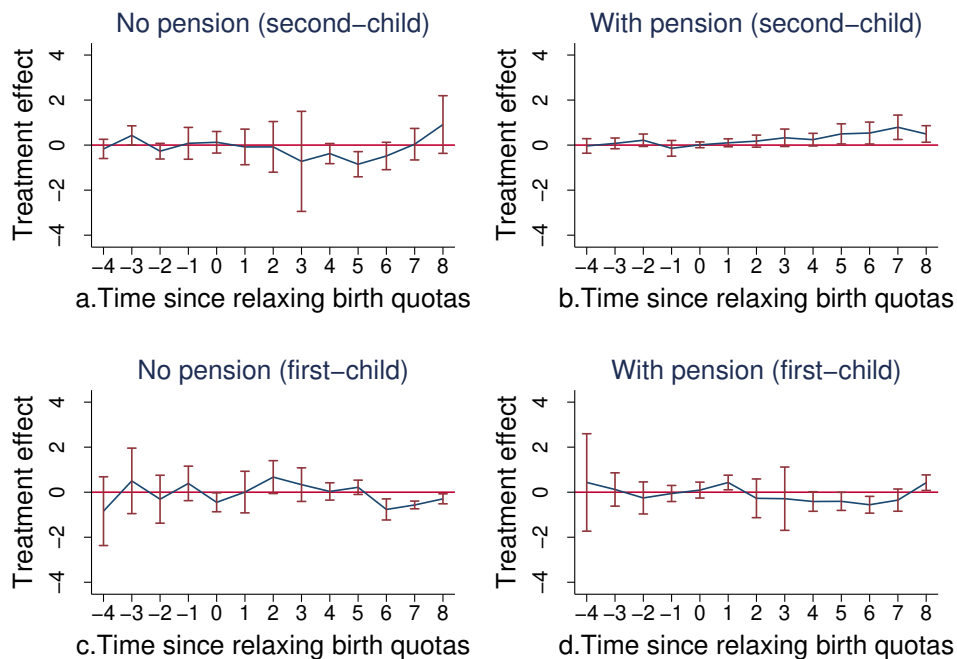 No pension (second−child)
Treatment effect
4
2
0
−2
−4
−4 −3 −2 −1 0 1 2 3 4 5 6 7 8
a.Time since relaxing birth quotas
With pension (second−child)
Treatment effect
4
2
0
−2
−4
−4 −3 −2 −1 0 1 2 3 4 5 6 7 8
b.Time since relaxing birth quotas
No pension (first−child)
Treatment effect
4
2
0
−2
−4
−4 −3 −2 −1 0 1 2 3 4 5 6 7 8
c.Time since relaxing birth quotas
With pension (first−child)
Treatment effect
4
2
0
−2
−4
−4 −3 −2 −1 0 1 2 3 4 5 6 7 8
d.Time since relaxing birth quotas